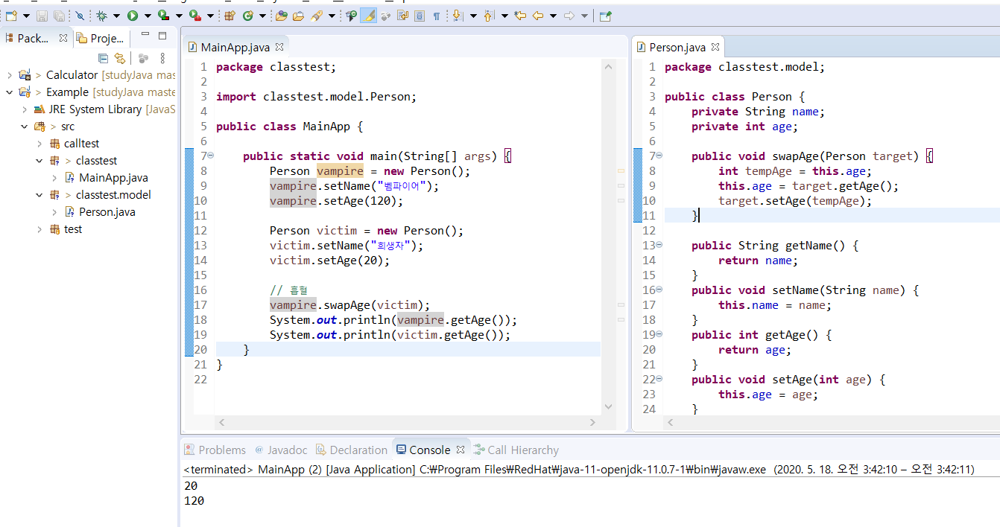 Pack...
Proje...
> Calculator [studyJava mas
> Example [studyJava maste
JRE System Library [JavaS
> src
calltest
> classtest
MainApp.java
> classtest.model
Person.java
test
MainApp.java
1 package classtest;
2
3 import classtest.model.Person;
4
5 public class MainApp {
6
7 public static void main(String[] args) {
8 Person vampire = new Person();
9 vampire.setName("벰파이어");
10 vampire.setAge(120);
11
12 Person victim = new Person();
13 victim.setName("희생자");
14 victim.setAge(20);
15
16 // 흡혈
17 vampire.swapAge(victim);
18 System.out.println(vampire.getAge());
19 System.out.println(victim.getAge());
20 }
21 }
22
Person.java
1 package classtest.model;
2
3 public class Person {
4 private String name;
5 private int age;
6
7 public void swapAge(Person target) {
8 int tempAge = this.age;
9 this.age = target.getAge();
10 target.setAge(tempAge);
11 }
12
13 public String getName() {
14 return name;
15 }
16 public void setName(String name) {
17 this.name = name;
18 }
19 public int getAge() {
20 return age;
21 }
22 public void setAge(int age) {
23 this.age = age;
24 }
Problems @ Javadoc Declaration Console Call Hierarchy
<terminated> MainApp (2) [Java Application] C:₩Program Files₩RedHat₩java-11-openjdk-11.0.7-1₩bin₩javaw.exe (2020. 5. 18. 오전 3:42:10 – 오전 3:42:11)
20
120